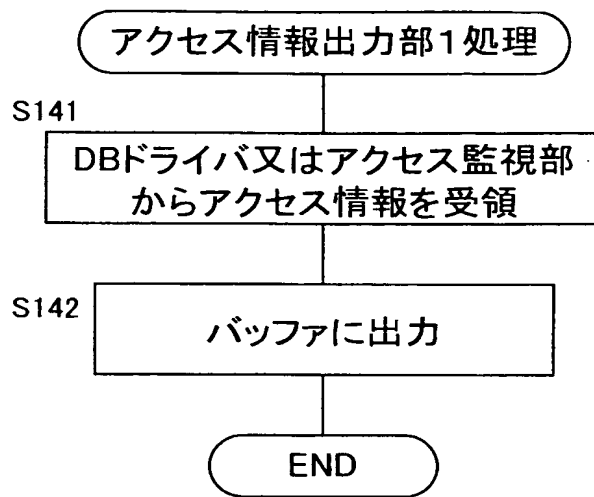 アクセス情報出力部1処理
S141
DBドライバ又はアクセス監視部
からアクセス情報を受領
S142
バッファに出力
END